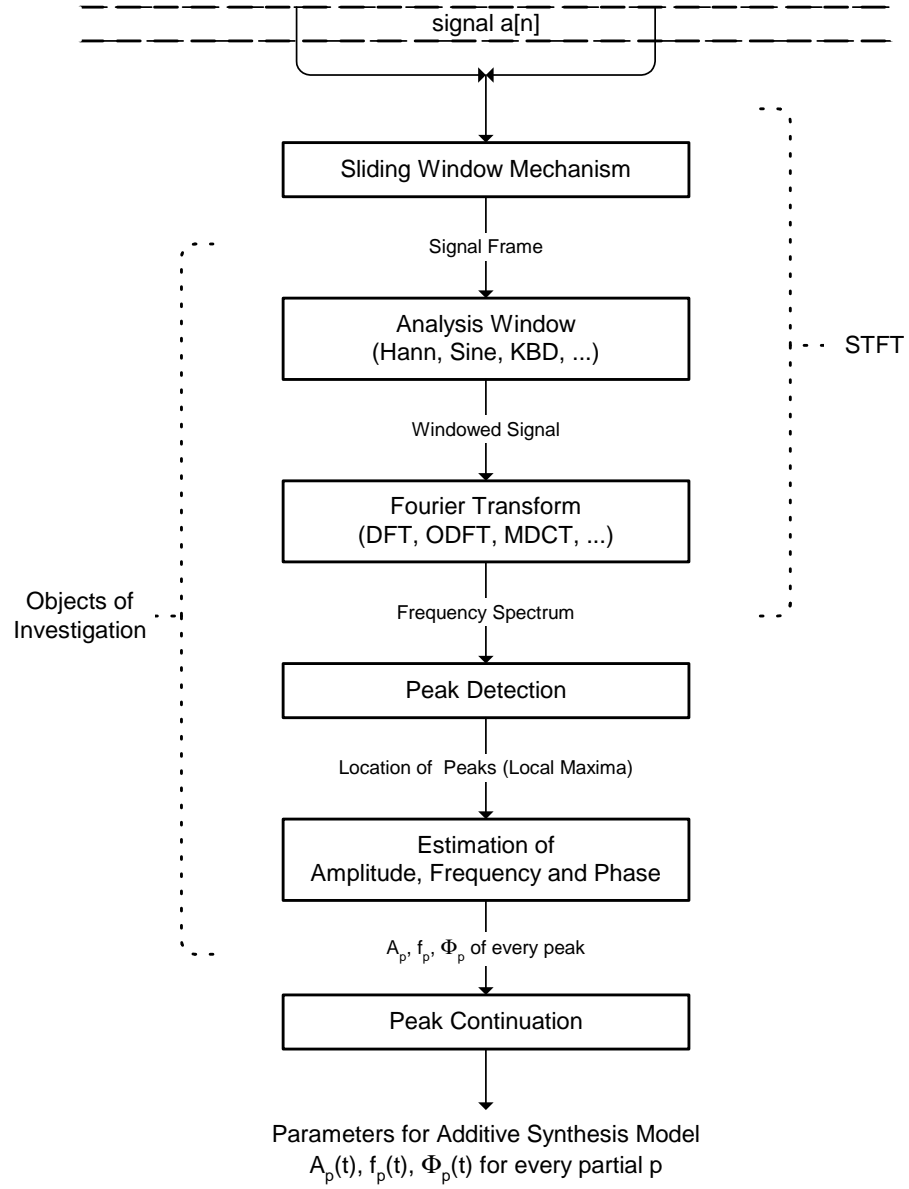 signal a[n]
Sliding Window Mechanism
Signal Frame
Analysis Window
(Hann, Sine, KBD, ...)
STFT
Windowed Signal
Fourier Transform
(DFT, ODFT, MDCT, ...)
Objects of
Investigation
Frequency Spectrum
Peak Detection
Location of Peaks (Local Maxima)
Estimation of
Amplitude, Frequency and Phase
Aₚ, fₚ, Φₚ of every peak
Peak Continuation
Parameters for Additive Synthesis Model
Aₚ(t), fₚ(t), Φₚ(t) for every partial p